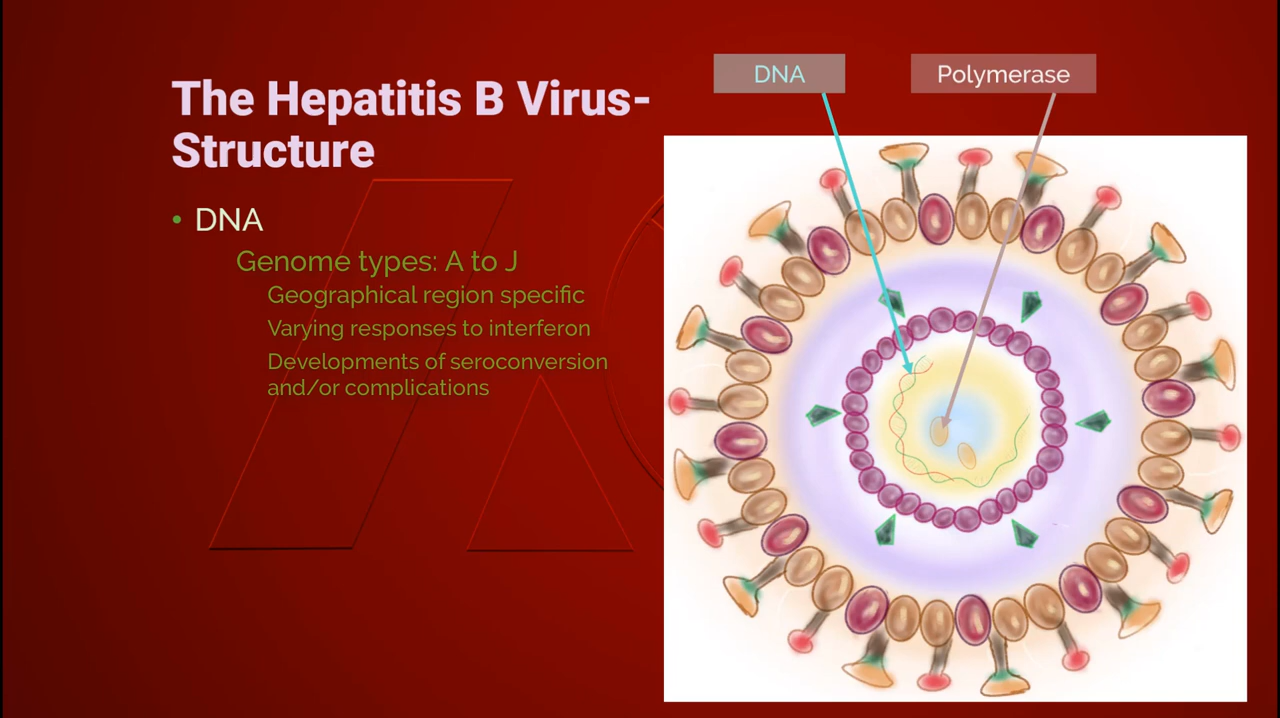 The Hepatitis B Virus-
Structure
• DNA
Genome types: A to J
Geographical region specific
Varying responses to interferon
Developments of seroconversion
and/or complications
DNA
Polymerase